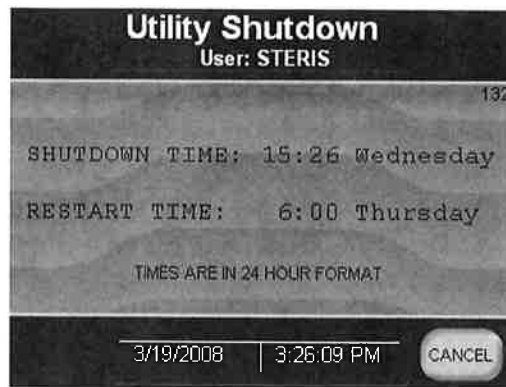 Utility Shutdown
User: STERIS
132
SHUTDOWN TIME: 15:26 Wednesday
RESTART TIME: 6:00 Thursday
TIMES ARE IN 24 HOUR FORMAT
3/19/2008 3:26:09 PM CANCEL